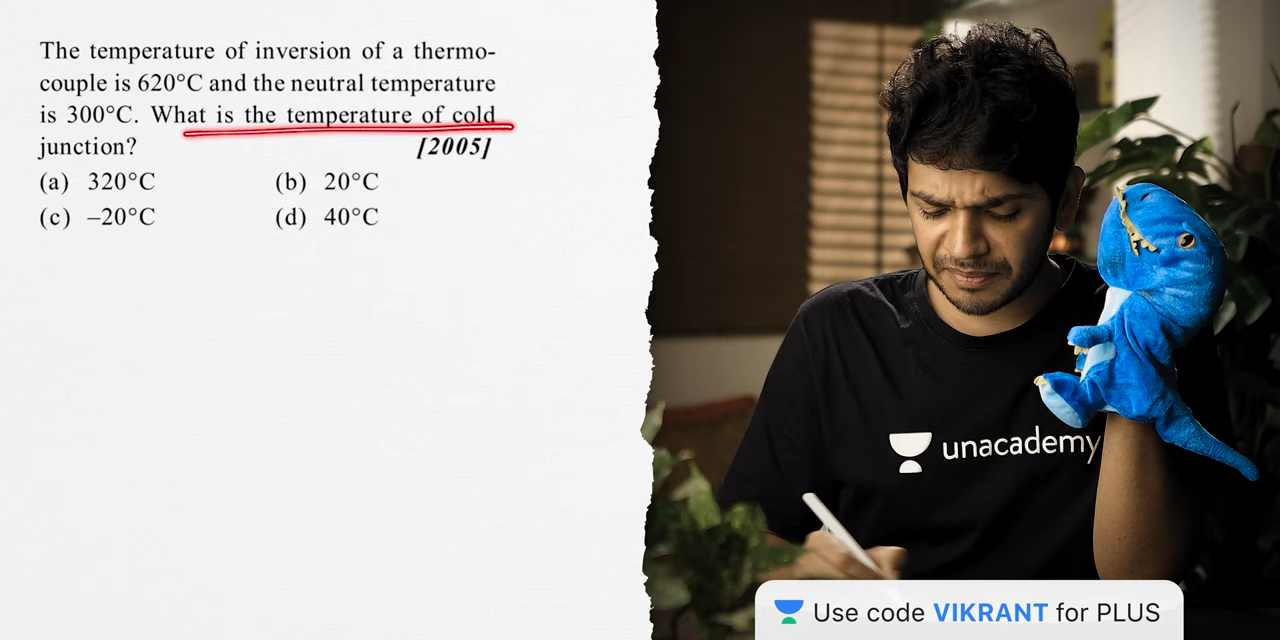 The temperature of inversion of a thermo-
couple is 620°C and the neutral temperature
is 300°C. What is the temperature of cold
junction? [2005]
(a) 320°C (b) 20°C
(c) –20°C (d) 40°C
unacademy
Use code VIKRANT for PLUS